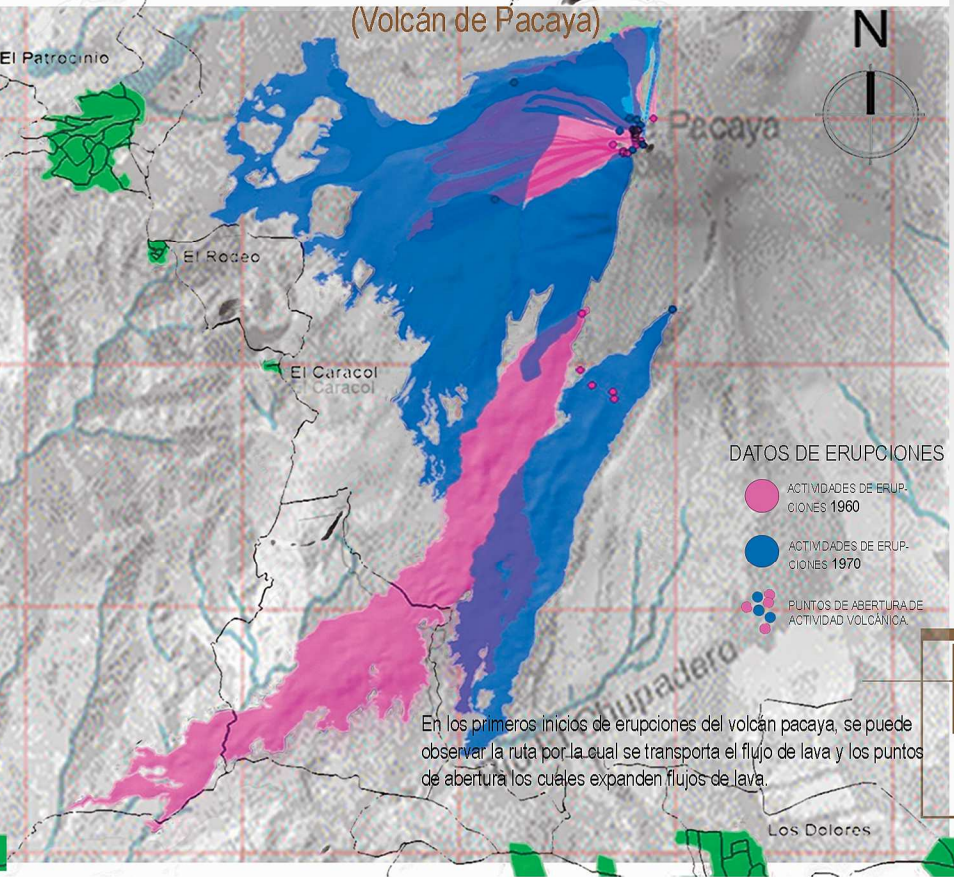 (Volcán de Pacaya)
N
El Patrocinio
Pacaya
El Rodeo
El Caracol
El Caracol
DATOS DE ERUPCIONES
ACTIVIDADES DE ERUP-
CIONES 1960
ACTIVIDADES DE ERUP-
CIONES 1970
PUNTOS DE ABERTURA DE
ACTIVIDAD VOLCÁNICA.
Chupadero
En los primeros inicios de erupciones del volcán pacaya, se puede
observar la ruta por la cual se transporta el flujo de lava y los puntos
de abertura los cuáles expanden flujos de lava.
Los Dolores